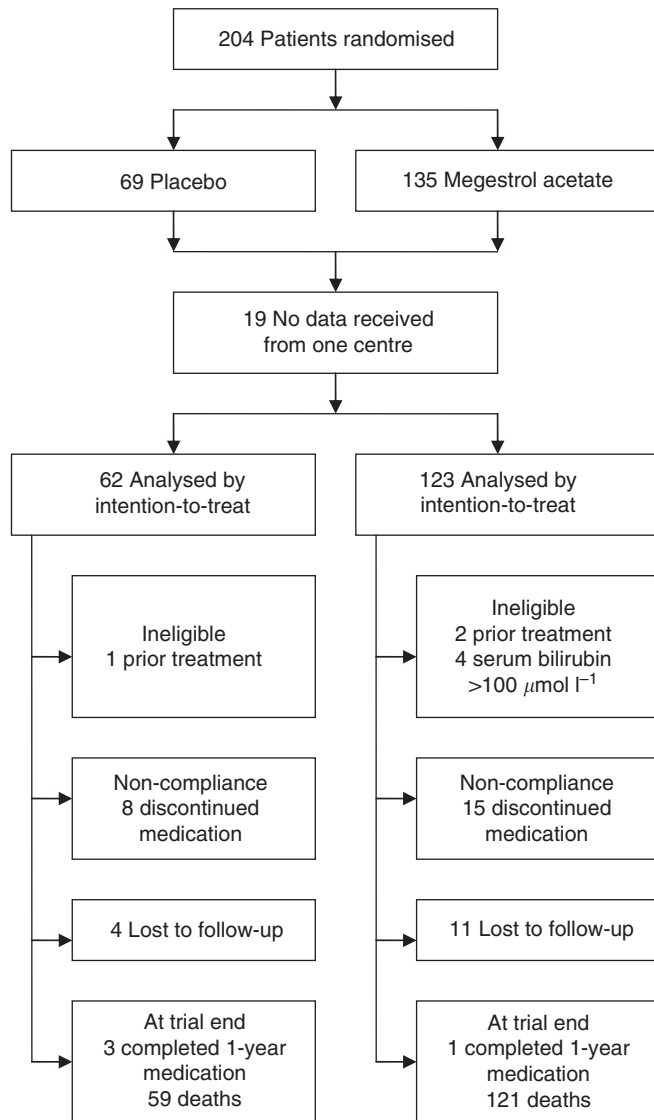 204 Patients randomised
69 Placebo
135 Megestrol acetate
19 No data received
from one centre
62 Analysed by
intention-to-treat
123 Analysed by
intention-to-treat
Ineligible
1 prior treatment
Ineligible
2 prior treatment
4 serum bilirubin
>100 μmol l⁻¹
Non-compliance
8 discontinued
medication
Non-compliance
15 discontinued
medication
4 Lost to follow-up
11 Lost to follow-up
At trial end
3 completed 1-year
medication
59 deaths
At trial end
1 completed 1-year
medication
121 deaths